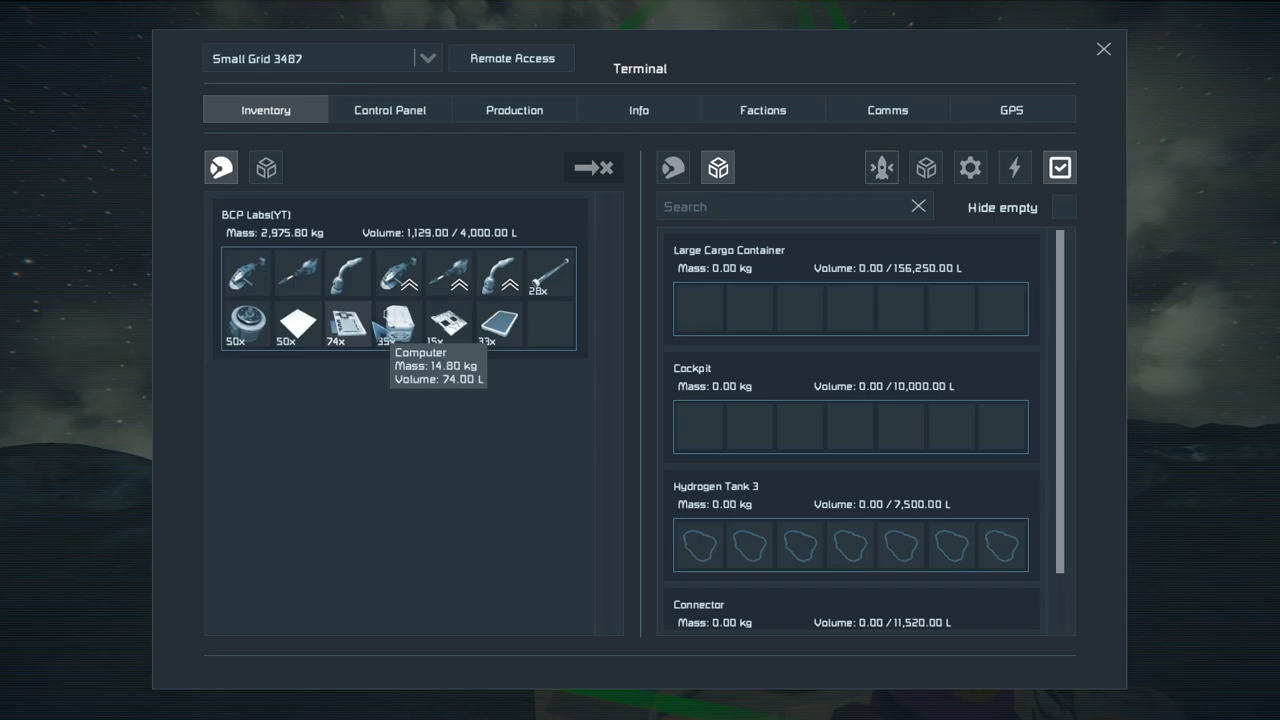 Small Grid 3487
Remote Access
Terminal
Inventory
Control Panel
Production
Info
Factions
Comms
GPS
BCP Labs(YT)
Mass: 2,975.80 kg
Volume: 1,129.00 / 4,000.00 L
28x
50x
50x
74x
35x
15x
33x
Computer
Mass: 14.80 kg
Volume: 74.00 L
Search
Hide empty
Large Cargo Container
Mass: 0.00 kg
Volume: 0.00 / 156,250.00 L
Cockpit
Mass: 0.00 kg
Volume: 0.00 / 10,000.00 L
Hydrogen Tank 3
Mass: 0.00 kg
Volume: 0.00 / 7,500.00 L
Connector
Mass: 0.00 kg
Volume: 0.00 / 11,520.00 L